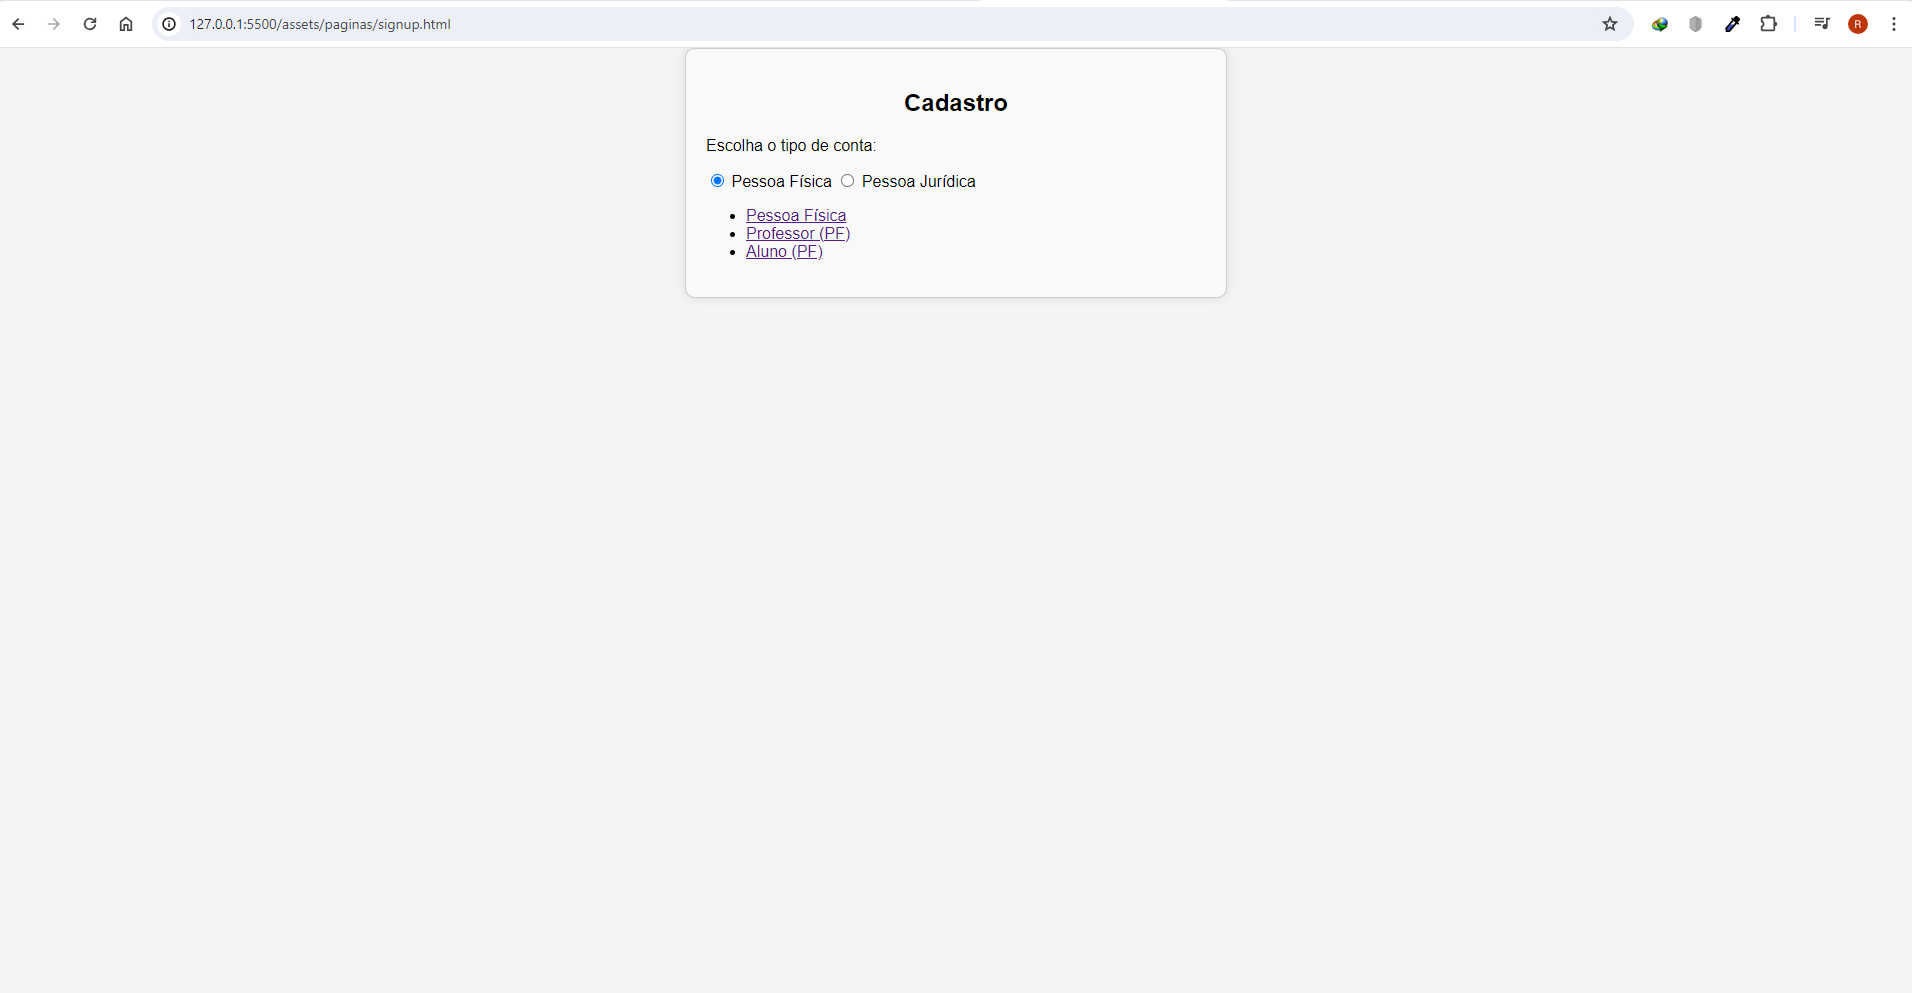 127.0.0.1:5500/assets/paginas/signup.html
R
Cadastro
Escolha o tipo de conta:
Pessoa Física Pessoa Jurídica
Pessoa Física
Professor (PF)
Aluno (PF)